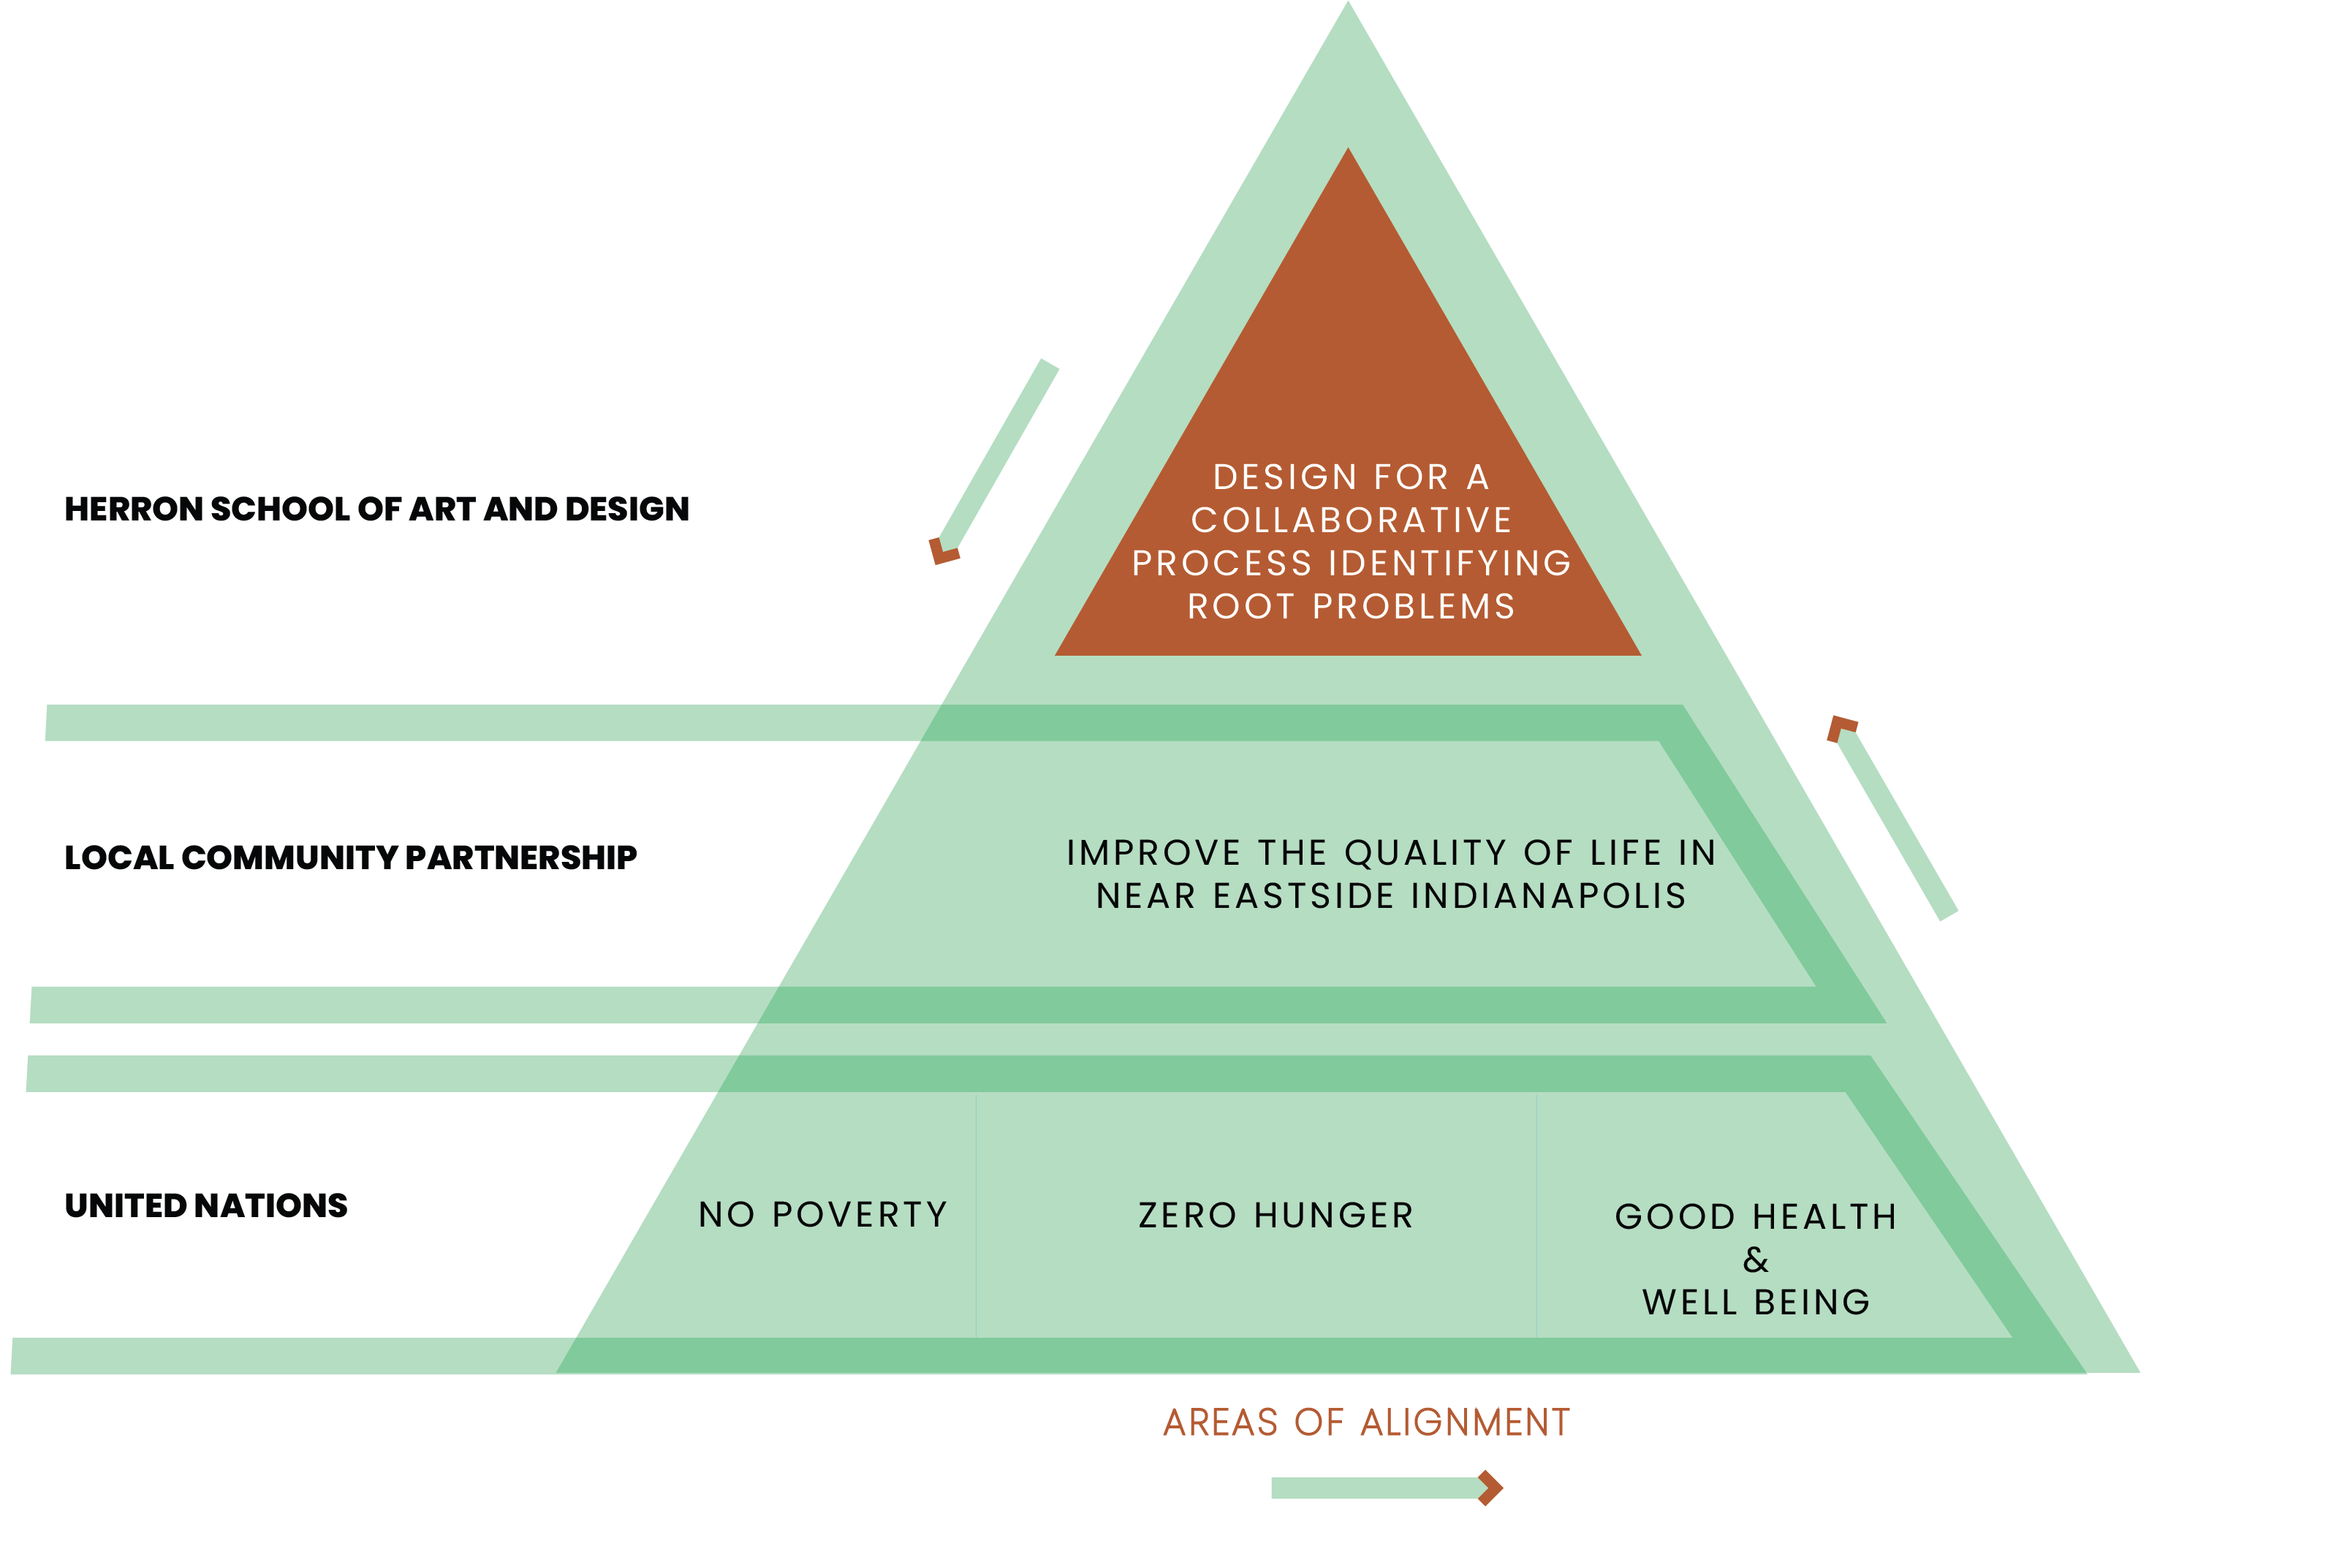 HERRON SCHOOL OF ART AND DESIGN
DESIGN FOR A
COLLABORATIVE
PROCESS IDENTIFYING
ROOT PROBLEMS
LOCAL COMMUNITY PARTNERSHIP
IMPROVE THE QUALITY OF LIFE IN
NEAR EASTSIDE INDIANAPOLIS
UNITED NATIONS
NO POVERTY
ZERO HUNGER
GOOD HEALTH
&
WELL BEING
AREAS OF ALIGNMENT